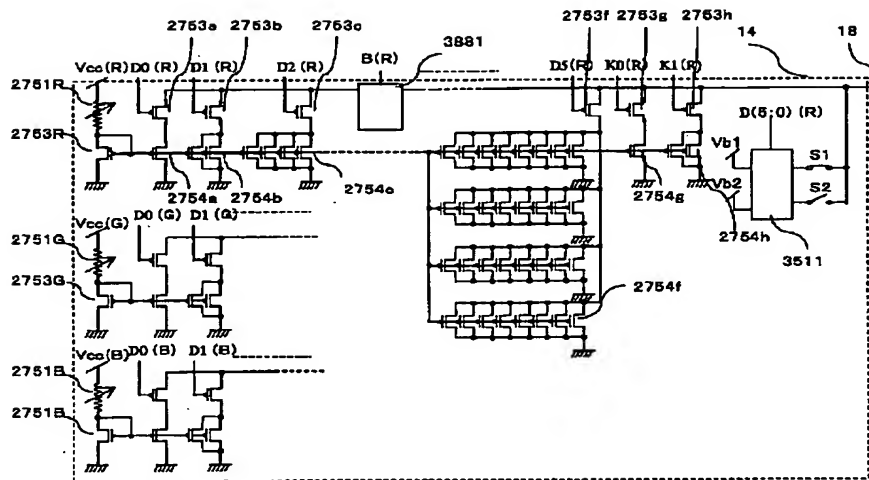 2753a 2753b 2753c 2753f 2753g 2753h
B(R) 3881 14 18
Vcc(R) D0(R) D1(R) D2(R) D5(R) K0(R) K1(R)
2751R
D(5:0)(R)
2753R
Vb1 S1
Vb2 S2
2754a 2754b 2754c 2754g 2754h
3511
Vcc(G) D0(G) D1(G)
2751G
2753G
2754f
Vcc(B) D0(B) D1(B)
2751B
2751B